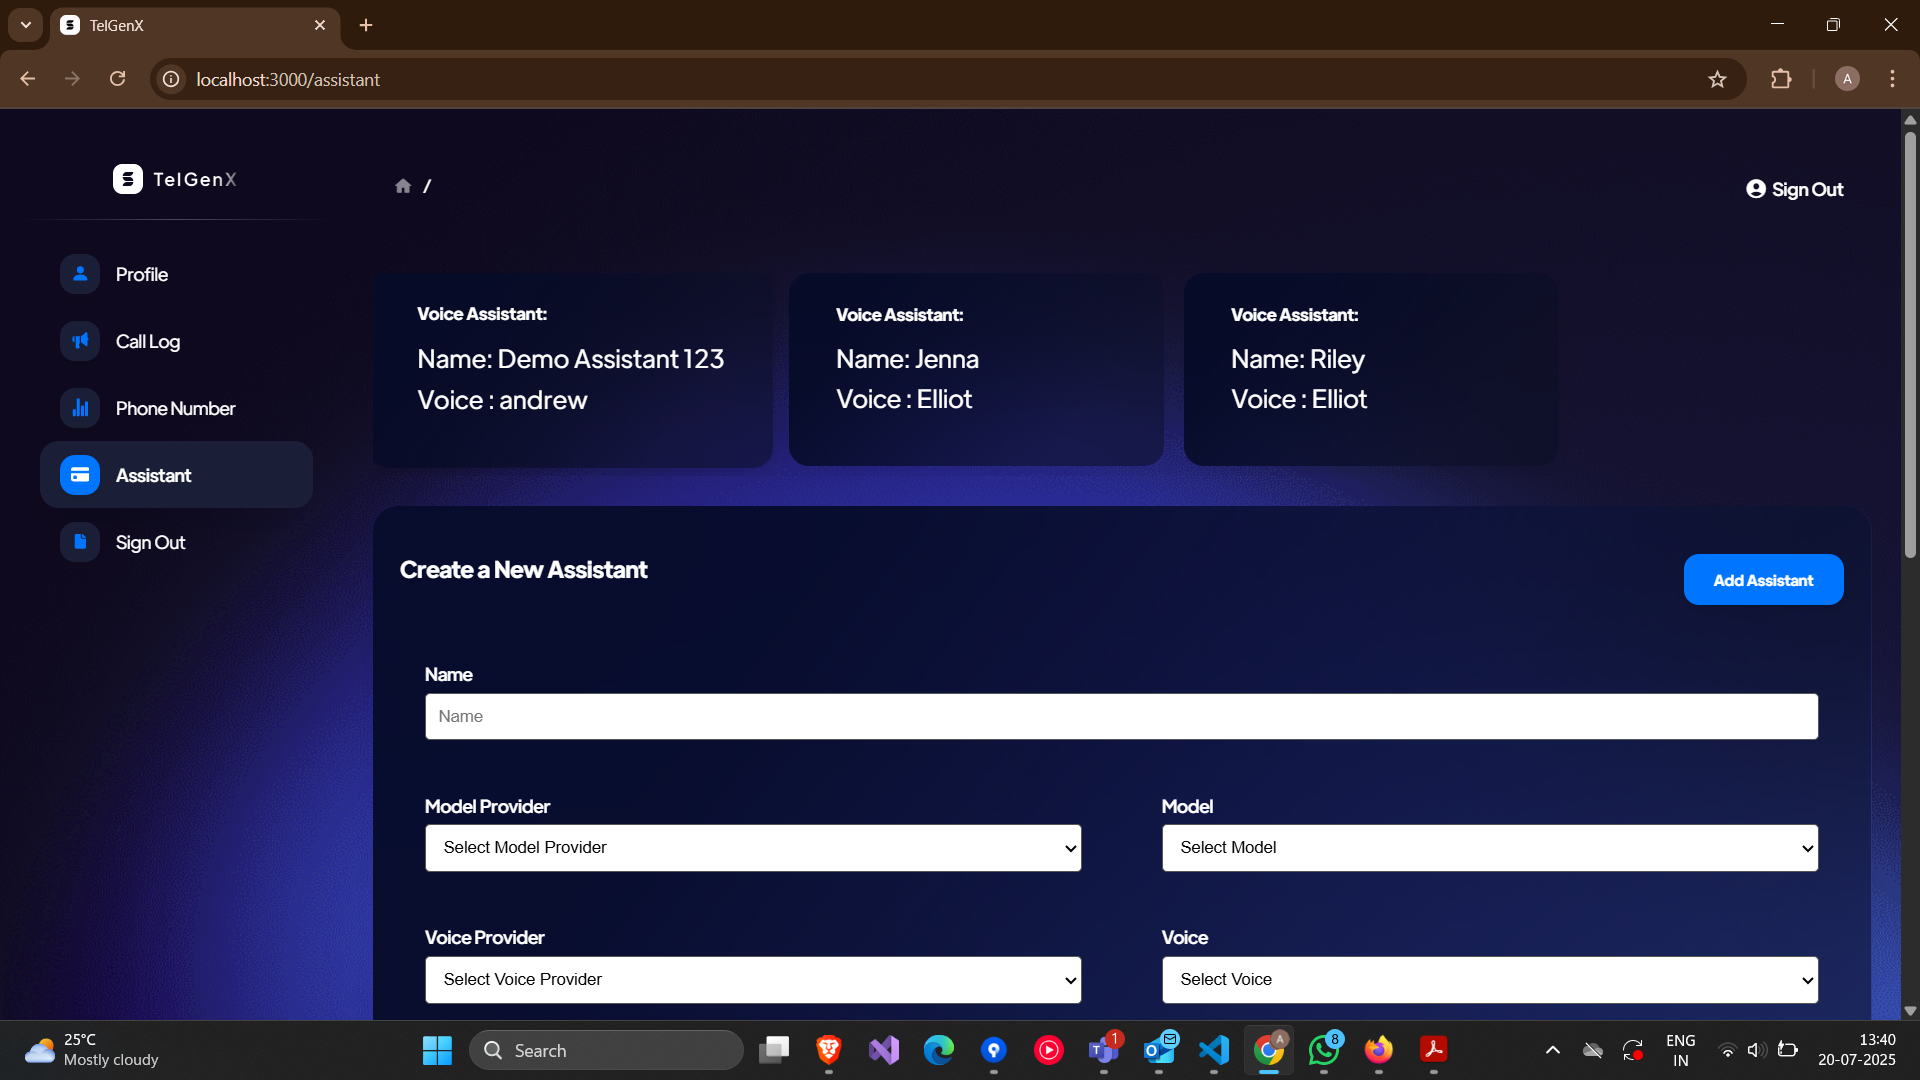 TelGenX
localhost:3000/assistant
A
TelGenX
/
Sign Out
Profile
Call Log
Phone Number
Assistant
Sign Out
Voice Assistant:
Name: Demo Assistant 123
Voice : andrew
Voice Assistant:
Name: Jenna
Voice : Elliot
Voice Assistant:
Name: Riley
Voice : Elliot
Create a New Assistant
Add Assistant
Name
Name
Model Provider
Model
Select Model Provider
Select Model
Voice Provider
Voice
Select Voice Provider
Select Voice
25°C
Mostly cloudy
Search
1
A
8
ENG
IN
13:40
20-07-2025